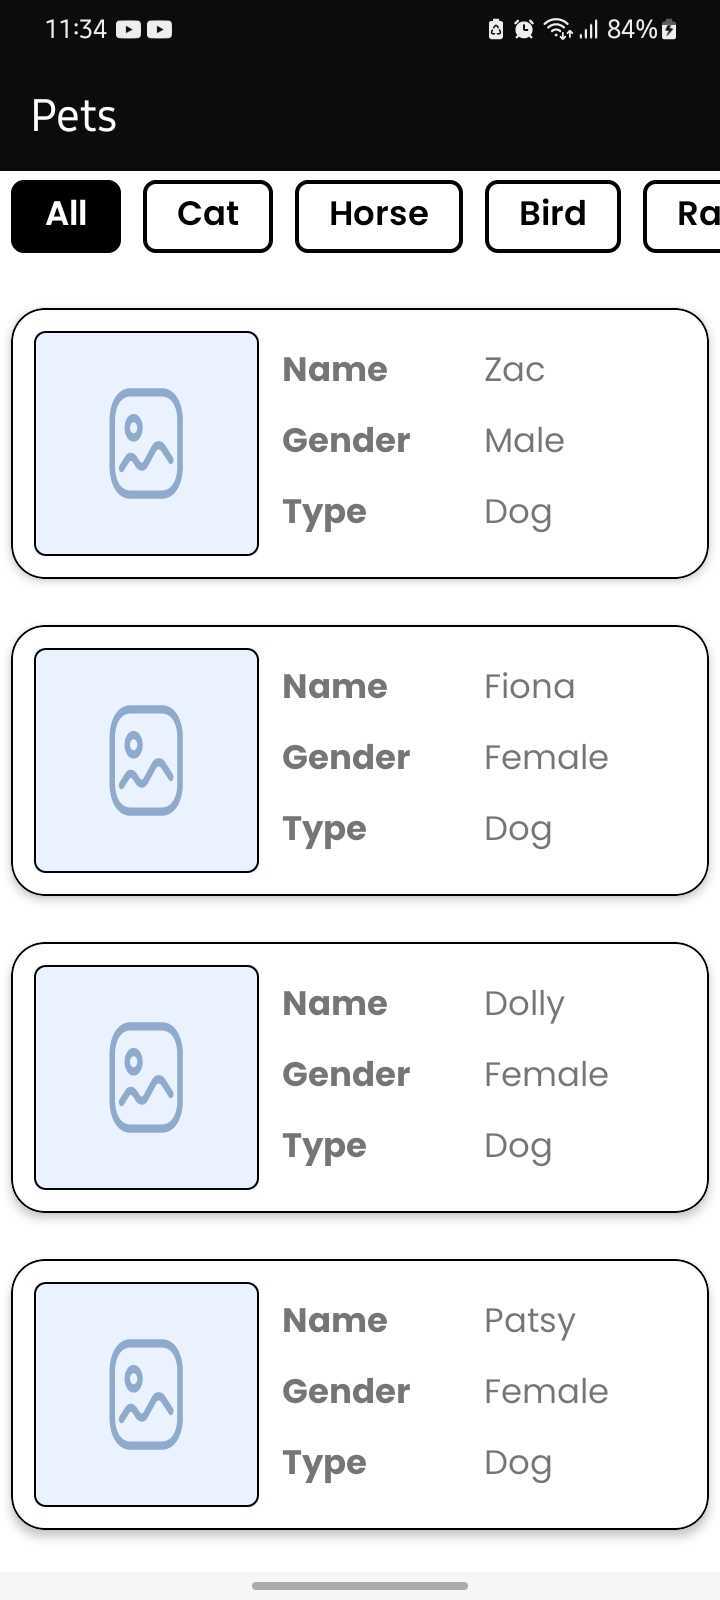 11:34 84%
Pets
All Cat Horse Bird Ra
Name Zac
Gender Male
Type Dog
Name Fiona
Gender Female
Type Dog
Name Dolly
Gender Female
Type Dog
Name Patsy
Gender Female
Type Dog